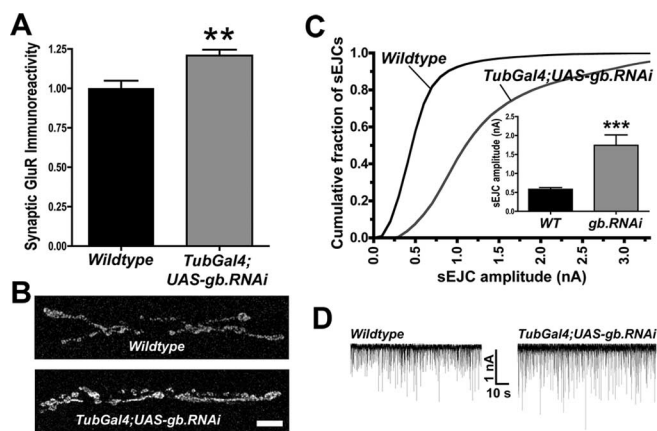 A
Synaptic GluR Immunoreactivity
1.25
1.00
0.75
0.50
0.25
0.00
**
Wildtype
TubGal4;
UAS-gb.RNAi
B
Wildtype
TubGal4;UAS-gb.RNAi
C
Cumulative fraction of sEJCs
1.0
0.8
0.6
0.4
0.2
0.0
Wildtype
TubGal4;UAS-gb.RNAi
sEJC amplitude (nA)
2.5
2.0
1.5
1.0
0.5
0.0
***
WT
gb.RNAi
0.0
0.5
1.0
1.5
2.0
2.5
3.0
sEJC amplitude (nA)
D
Wildtype
TubGal4;UAS-gb.RNAi
1 nA
10 s